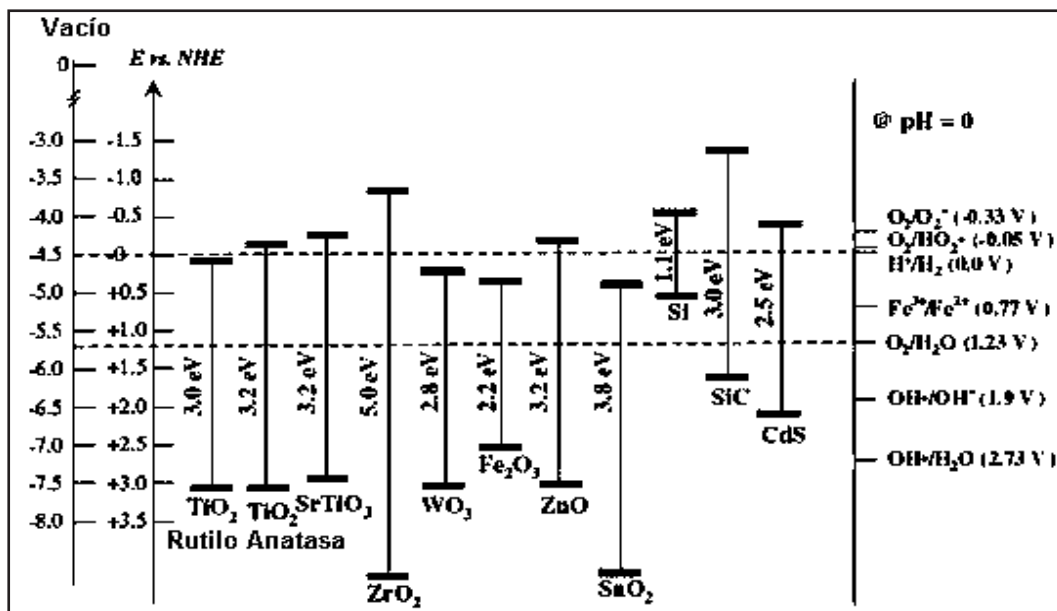 Vacío
0
E vs. NHE
-3.0
-3.5
-4.0
-4.5
-5.0
-5.5
-6.0
-6.5
-7.0
-7.5
-8.0
-1.5
-1.0
-0.5
-0
+0.5
+1.0
+1.5
+2.0
+2.5
+3.0
+3.5
3.0 eV
3.2 eV
3.2 eV
5.0 eV
2.8 eV
2.2 eV
3.2 eV
3.8 eV
1.1 eV
3.0 eV
2.5 eV
TiO₂
TiO₂
SrTiO₃
ZrO₂
WO₃
Fe₂O₃
ZnO
SnO₂
Si
SiC
CdS
Rutilo Anatasa
@ pH = 0
O₂/O₂⁻ (-0.33 V)
O₂/HO₂• (-0.05 V)
H⁺/H₂ (0.0 V)
Fe³⁺/Fe²⁺ (0.77 V)
O₂/H₂O (1.23 V)
OH•/OH⁻ (1.9 V)
OH•/H₂O (2.73 V)